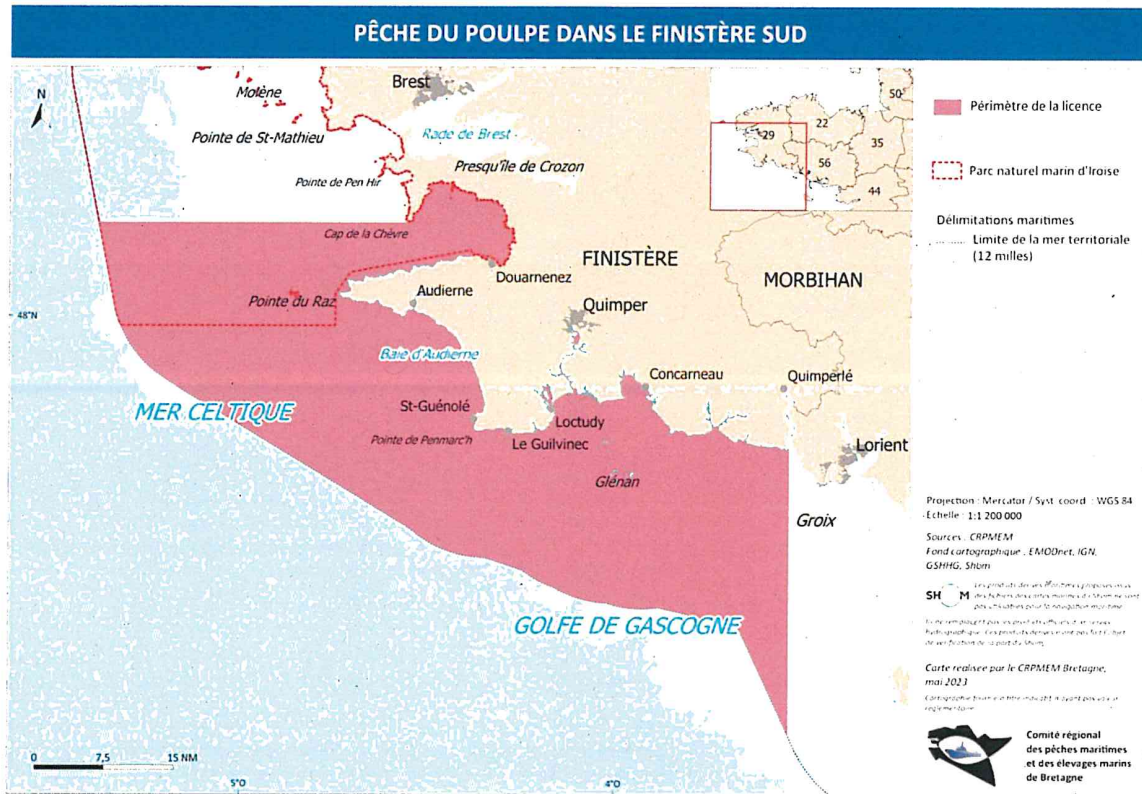 PÊCHE DU POULPE DANS LE FINISTÈRE SUD
N
Molène
Brest
Pointe de St-Mathieu
Rade de Brest
Presqu'île de Crozon
Pointe de Pen Hir
Cap de la Chèvre
FINISTÈRE
Douarnenez
MORBIHAN
Pointe du Raz
Audierne
Quimper
48°N
Baie d'Audierne
Concarneau
Quimperlé
MER CELTIQUE
St-Guénolé
Loctudy
Pointe de Penmarc'h
Le Guilvinec
Lorient
Glénan
Groix
GOLFE DE GASCOGNE
0 7,5 15 NM
5°O
4°O
50
22
29
35
56
44
Périmètre de la licence
Parc naturel marin d'Iroise
Délimitations maritimes
Limite de la mer territoriale
(12 milles)
Projection : Mercator / Syst. coord : WGS 84
Echelle : 1:1 200 000
Sources : CRPMEM
Fond cartographique : EMODnet, IGN,
GSHHG, Shom
SH M
Carte réalisée par le CRPMEM Bretagne,
mai 2023
Comité régional
des pêches maritimes
et des élevages marins
de Bretagne